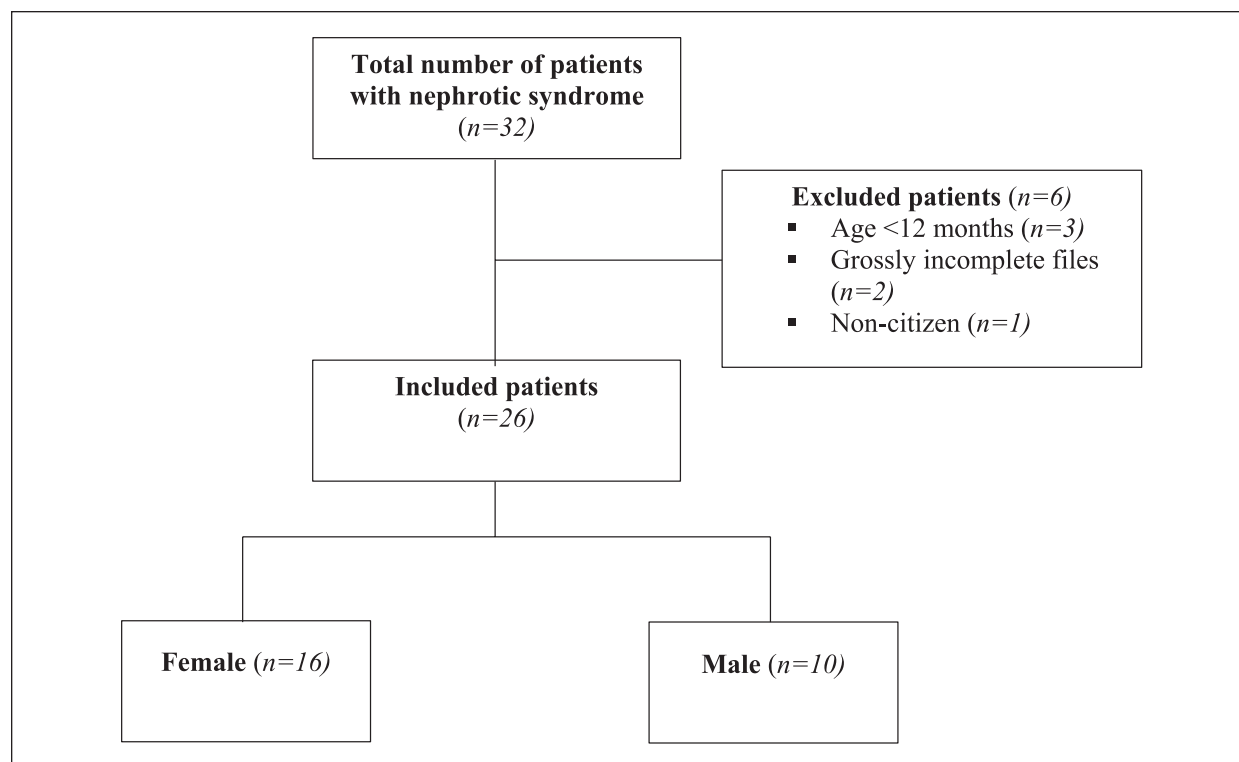 Total number of patients
with nephrotic syndrome
(n=32)
Excluded patients (n=6)
▪ Age <12 months (n=3)
▪ Grossly incomplete files
(n=2)
▪ Non-citizen (n=1)
Included patients
(n=26)
Female (n=16)
Male (n=10)